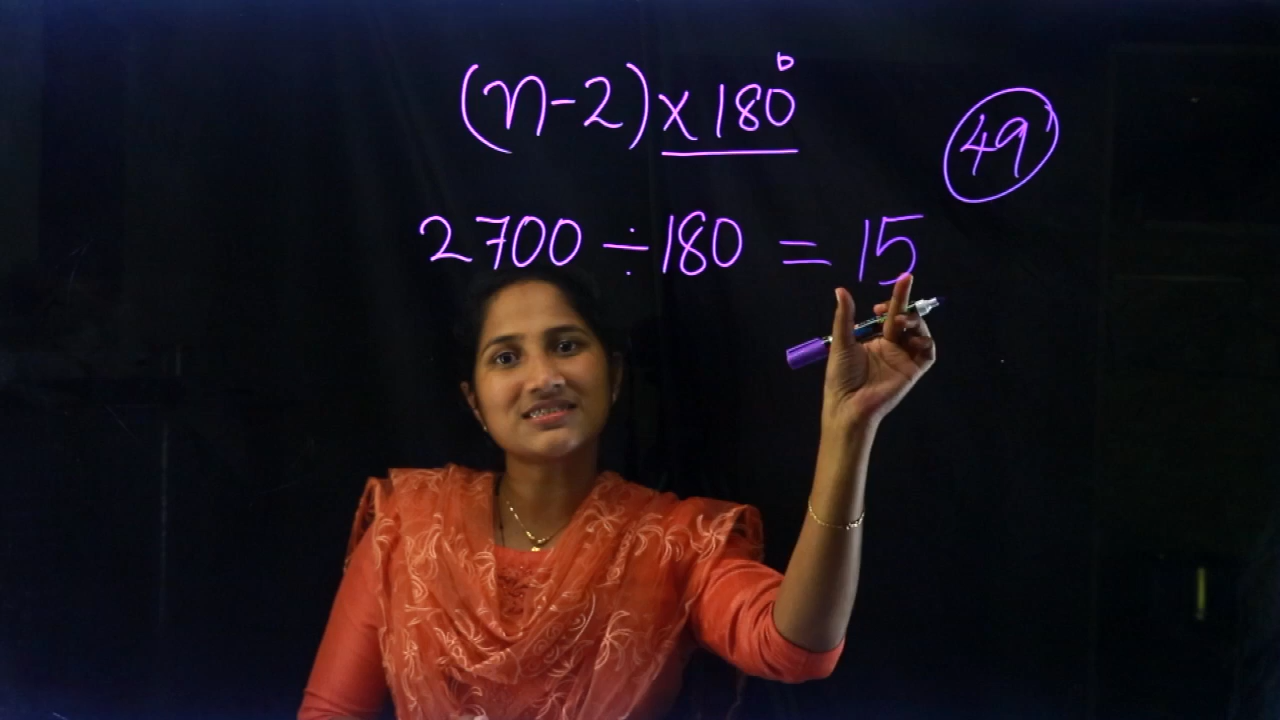 (n-2) × 180°
49
2700 ÷ 180 = 15